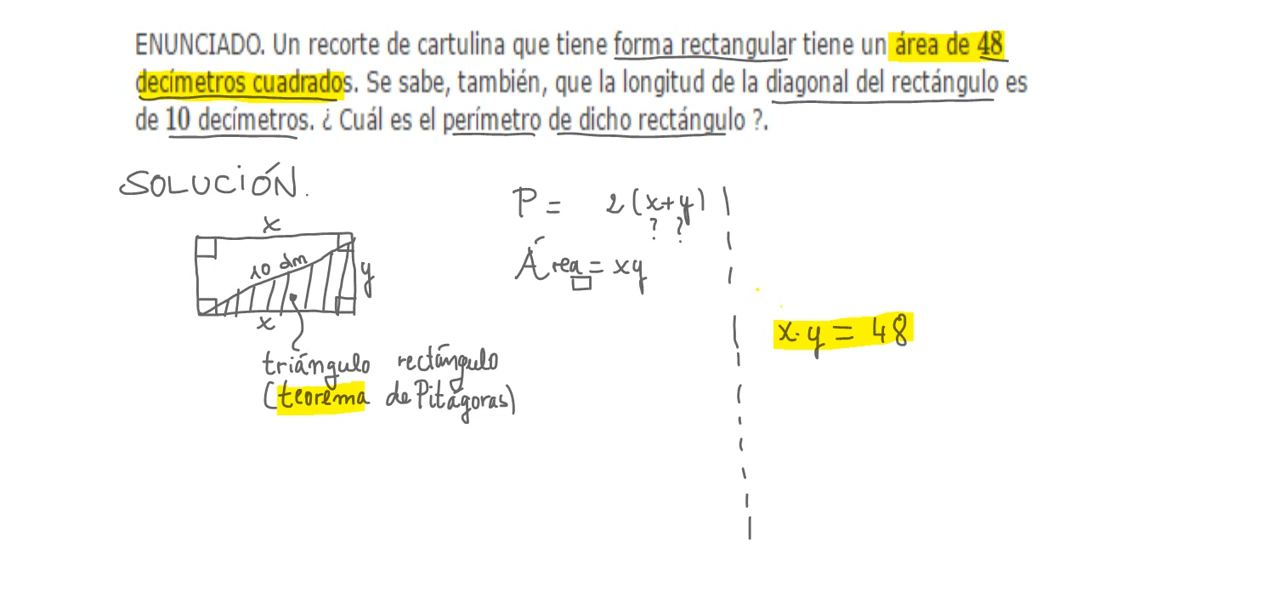 ENUNCIADO. Un recorte de cartulina que tiene forma rectangular tiene un área de 48
decímetros cuadrados. Se sabe, también, que la longitud de la diagonal del rectángulo es
de 10 decímetros. ¿ Cuál es el perímetro de dicho rectángulo ?.
SOLUCIÓN.
P = 2(x+y)
? ?
x
10 dm
y
x
Área = xy
x·y = 48
triángulo rectángulo
(teorema de Pitágoras)